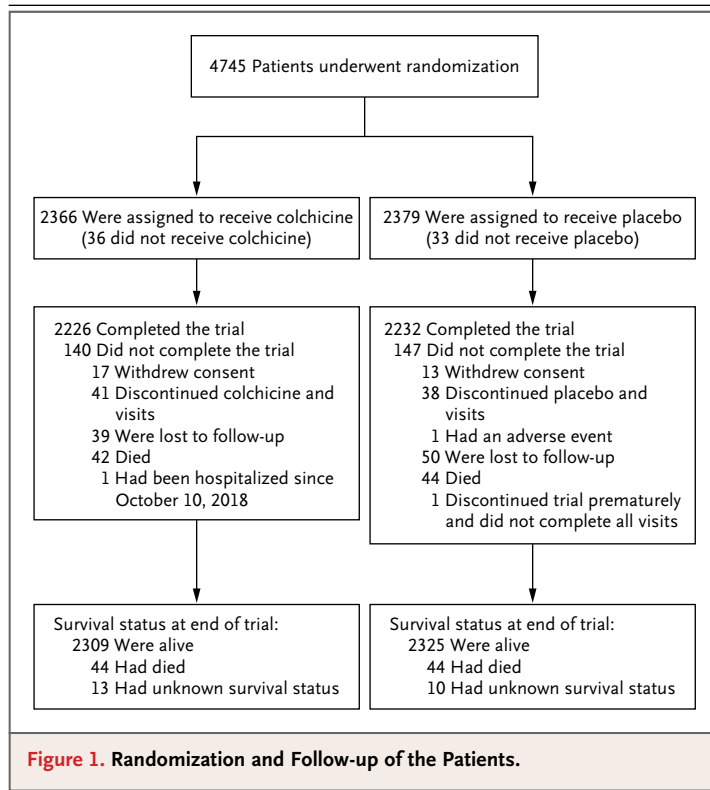 4745 Patients underwent randomization
2366 Were assigned to receive colchicine
(36 did not receive colchicine)
2379 Were assigned to receive placebo
(33 did not receive placebo)
2226 Completed the trial
140 Did not complete the trial
17 Withdrew consent
41 Discontinued colchicine and
visits
39 Were lost to follow-up
42 Died
1 Had been hospitalized since
October 10, 2018
2232 Completed the trial
147 Did not complete the trial
13 Withdrew consent
38 Discontinued placebo and
visits
1 Had an adverse event
50 Were lost to follow-up
44 Died
1 Discontinued trial prematurely
and did not complete all visits
Survival status at end of trial:
2309 Were alive
44 Had died
13 Had unknown survival status
Survival status at end of trial:
2325 Were alive
44 Had died
10 Had unknown survival status
Figure 1. Randomization and Follow-up of the Patients.